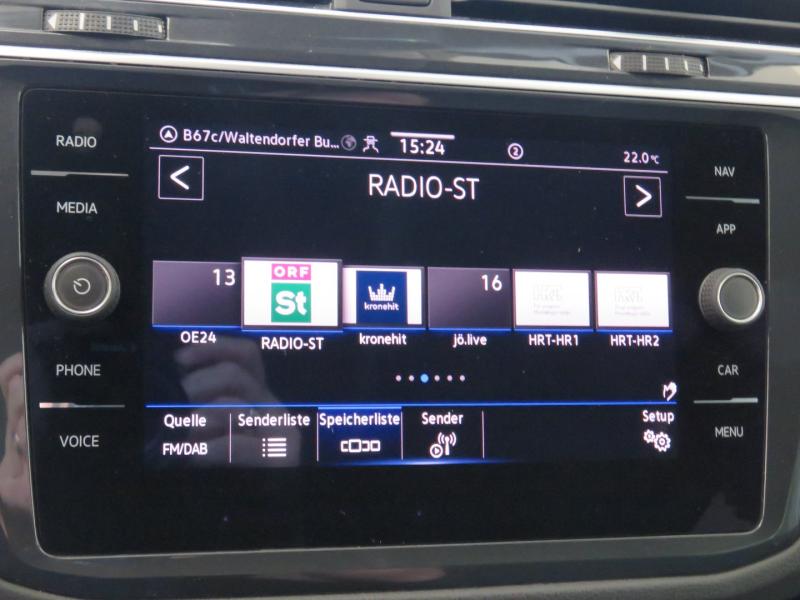 RADIO
MEDIA
PHONE
VOICE
B67c/Waltendorfer Bu...
15:24
2
22.0°C
RADIO-ST
13
OE24
ORF
St
RADIO-ST
kronehit
kronehit
16
jö.live
HRT-HR1
HRT-HR2
Quelle
FM/DAB
Senderliste
Speicherliste
Sender
Setup
NAV
APP
CAR
MENU